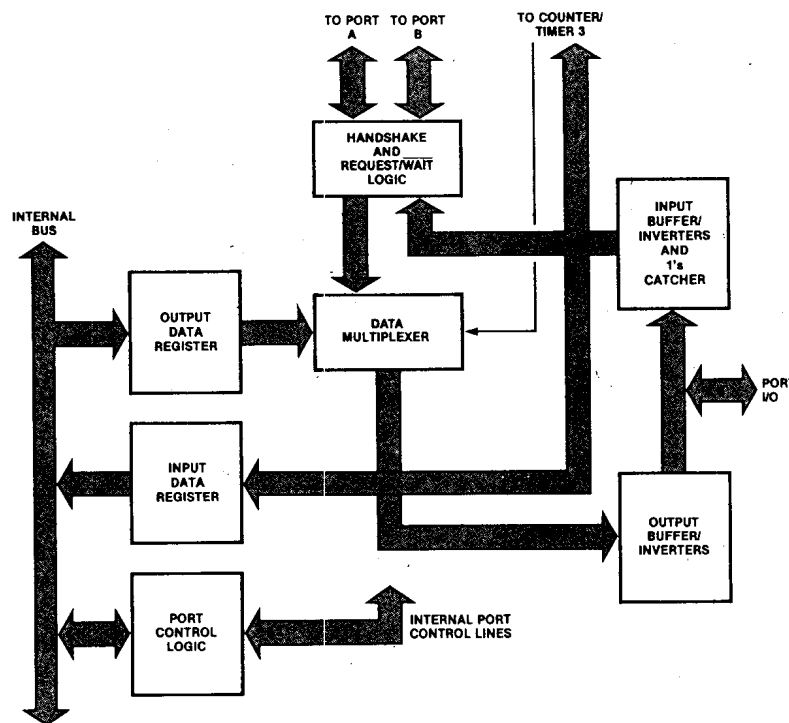 TO PORT
A
TO PORT
B
TO COUNTER/
TIMER 3
HANDSHAKE
AND
REQUEST/WAIT
LOGIC
INPUT
BUFFER/
INVERTERS
AND
1's
CATCHER
INTERNAL
BUS
OUTPUT
DATA
REGISTER
DATA
MULTIPLEXER
POR
I/O
INPUT
DATA
REGISTER
OUTPUT
BUFFER/
INVERTERS
PORT
CONTROL
LOGIC
INTERNAL PORT
CONTROL LINES